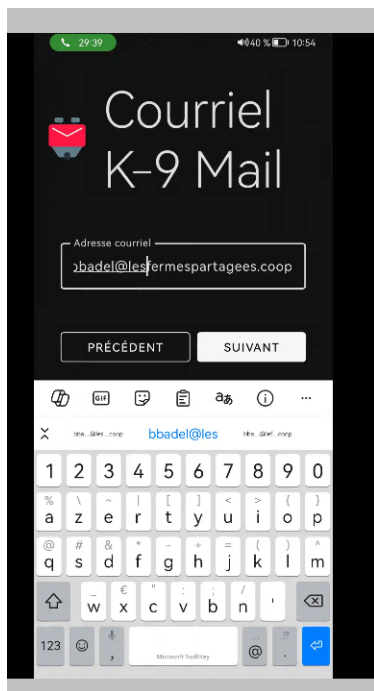 29:39
40 % 10:54
Courriel
K-9 Mail
Adresse courriel
bbadel@lesfermespartagees.coop
PRÉCÉDENT SUIVANT
GIF
bbadel@les
1 2 3 4 5 6 7 8 9 0
% \ ~ | [ ] < > { }
a z e r t y u i o p
@ # & * - + = ( ) ^
q s d f g h j k l m
_ € " : ; /
w x c v b n '
123 , Microsoft SwiftKey @ .